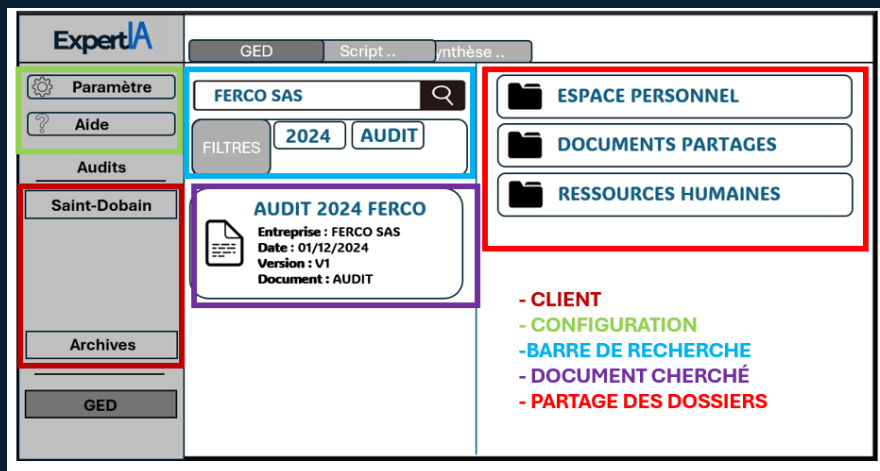 ExpertIA
GED
Script ..
ynthèse ..
Paramètre
Aide
Audits
Saint-Dobain
Archives
GED
FERCO SAS
FILTRES
2024
AUDIT
AUDIT 2024 FERCO
Entreprise : FERCO SAS
Date : 01/12/2024
Version : V1
Document : AUDIT
ESPACE PERSONNEL
DOCUMENTS PARTAGES
RESSOURCES HUMAINES
- CLIENT
- CONFIGURATION
-BARRE DE RECHERCHE
- DOCUMENT CHERCHÉ
- PARTAGE DES DOSSIERS